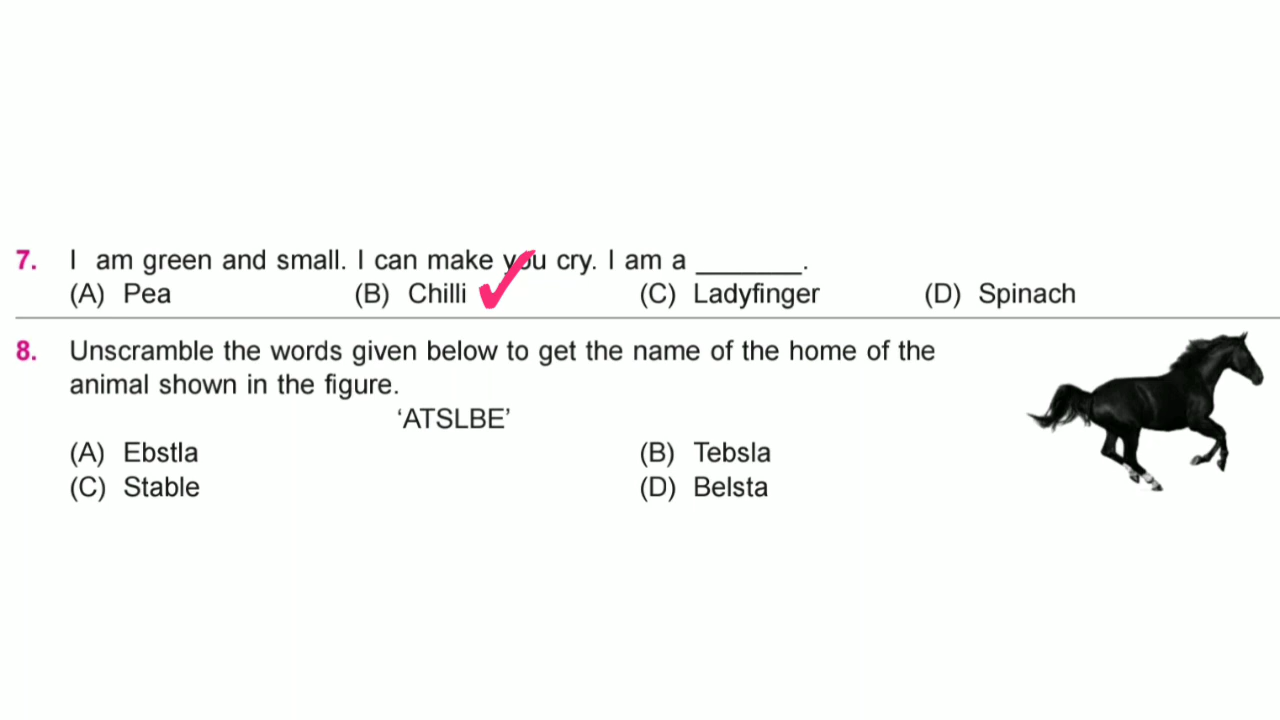 7. I am green and small. I can make you cry. I am a _______.
(A) Pea (B) Chilli (C) Ladyfinger (D) Spinach
8. Unscramble the words given below to get the name of the home of the
animal shown in the figure.
‘ATSLBE’
(A) Ebstla (B) Tebsla
(C) Stable (D) Belsta